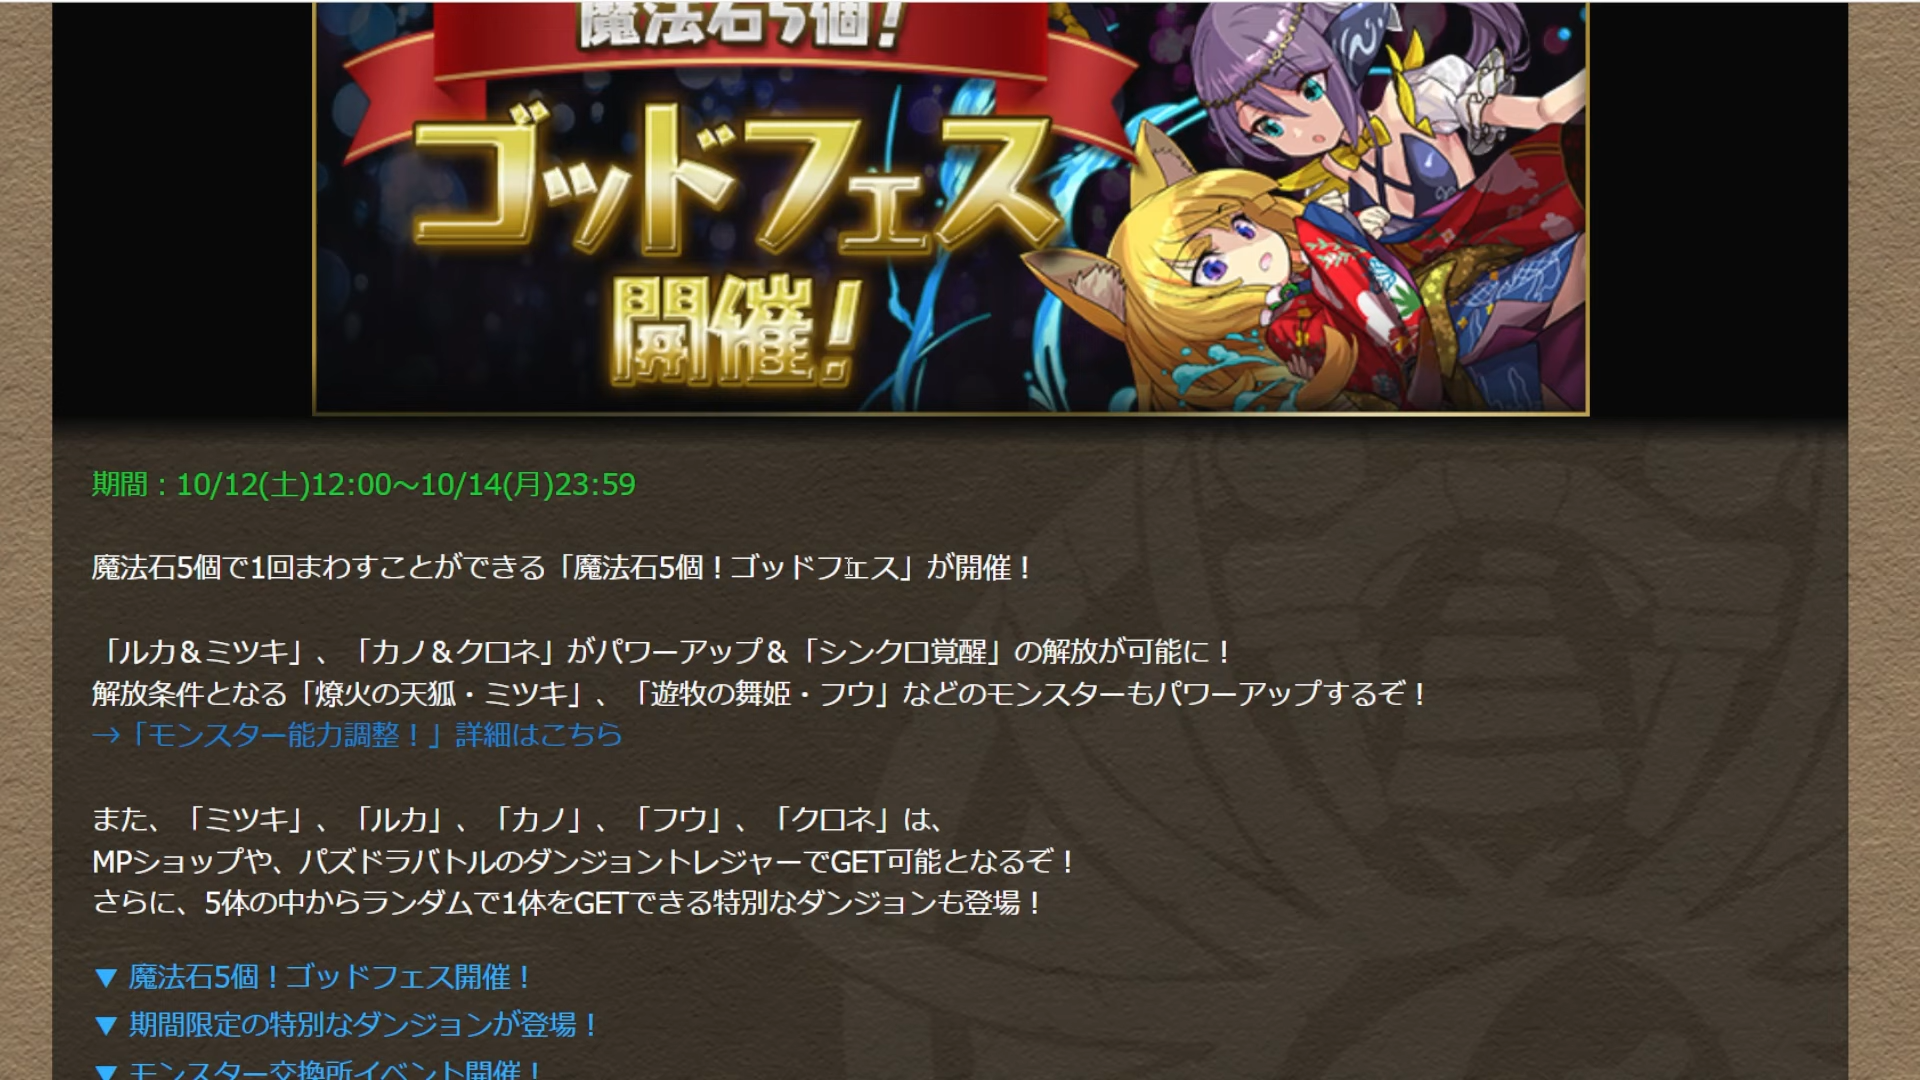 魔法石5個!
ゴッドフェス
開催!
期間：10/12(土)12:00～10/14(月)23:59
魔法石5個で1回まわすことができる「魔法石5個！ゴッドフェス」が開催！
「ルカ＆ミツキ」、「カノ＆クロネ」がパワーアップ＆「シンクロ覚醒」の解放が可能に！
解放条件となる「燎火の天狐・ミツキ」、「遊牧の舞姫・フウ」などのモンスターもパワーアップするぞ！
→「モンスター能力調整！」詳細はこちら
また、「ミツキ」、「ルカ」、「カノ」、「フウ」、「クロネ」は、
MPショップや、パズドラバトルのダンジョントレジャーでGET可能となるぞ！
さらに、5体の中からランダムで1体をGETできる特別なダンジョンも登場！
▼ 魔法石5個！ゴッドフェス開催！
▼ 期間限定の特別なダンジョンが登場！
▼ モンスター交換所イベント開催！